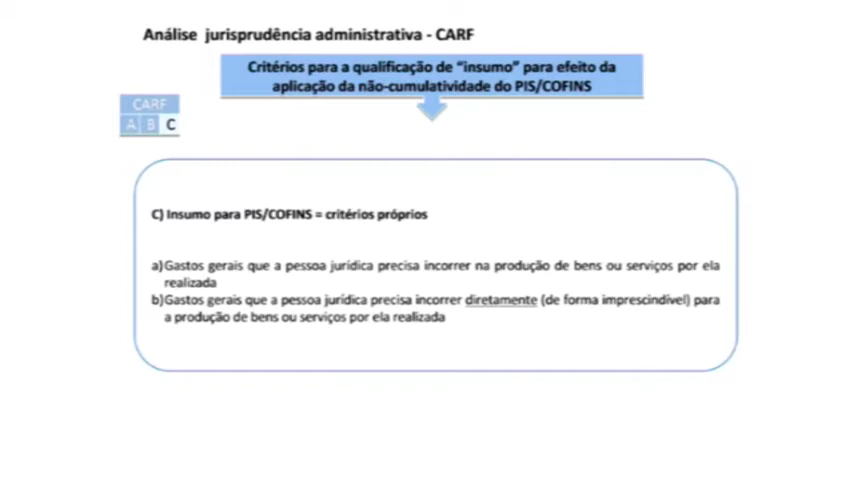 Análise jurisprudência administrativa - CARF
Critérios para a qualificação de “insumo” para efeito da
aplicação da não-cumulatividade do PIS/COFINS
CARF
A B C
C) Insumo para PIS/COFINS = critérios próprios
a)Gastos gerais que a pessoa jurídica precisa incorrer na produção de bens ou serviços por ela
realizada
b)Gastos gerais que a pessoa jurídica precisa incorrer diretamente (de forma imprescindível) para
a produção de bens ou serviços por ela realizada